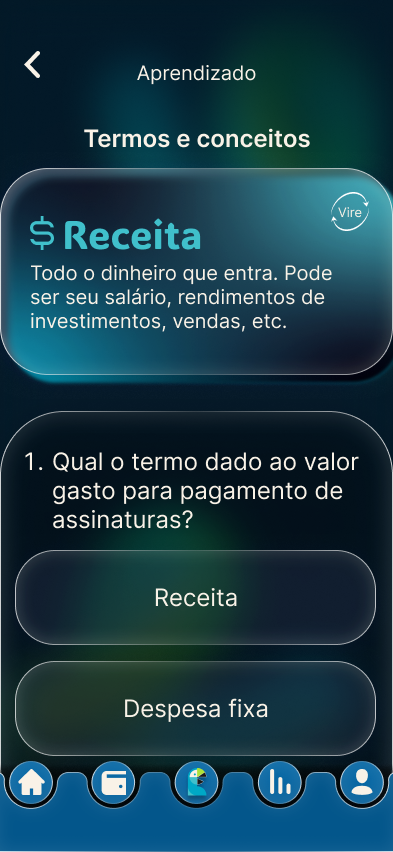 Aprendizado
Termos e conceitos
Vire
$ Receita
Todo o dinheiro que entra. Pode
ser seu salário, rendimentos de
investimentos, vendas, etc.
1. Qual o termo dado ao valor
gasto para pagamento de
assinaturas?
Receita
Despesa fixa